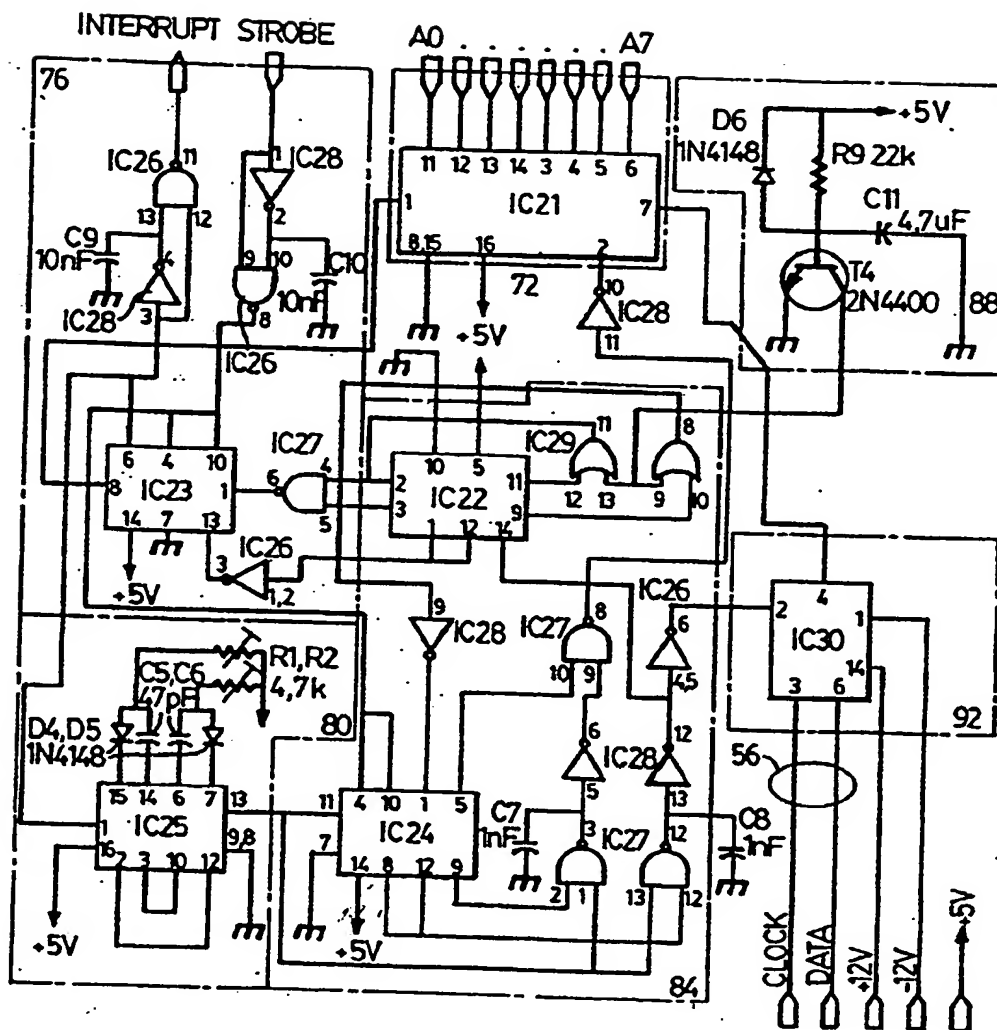 INTERRUPT STROBE
A0 . . . . . . A7
76
+5V
D6
1N4148
R9 22k
C11
4,7uF
IC26
11
13 12
1
IC28
2
9 10
C9
10nF
4
IC28
3
C10
10nF
8
IC26
11 12 13 14 3 4 5 6
1
IC21
7
8,15 16 2
72
+5V
10
IC28
11
T4
2N4400
88
6 4 10
8
IC23
1
14 7 13
+5V
IC27
6
4
5
10 5
2
IC22
11
3
9
1 12 14
IC29
11
12 13
8
9 10
IC26
3
1,2
9
IC28
IC27
8
10 9
IC26
6
4,5
2
4
IC30
1
14
3 6
92
C5,C6
47pF
R1,R2
4,7k
D4,D5
1N4148
80
15 14 6 7
13
1
IC25
9,8
16
2 3 10 12
+5V
11
4 10 1 5
IC24
7
14 8 12 9
+5V
6
5
IC28
12
13
C7
1nF
3
IC27
2 1
12
13 12
C8
1nF
84
56
CLOCK
DATA
+12V
-12V
+5V